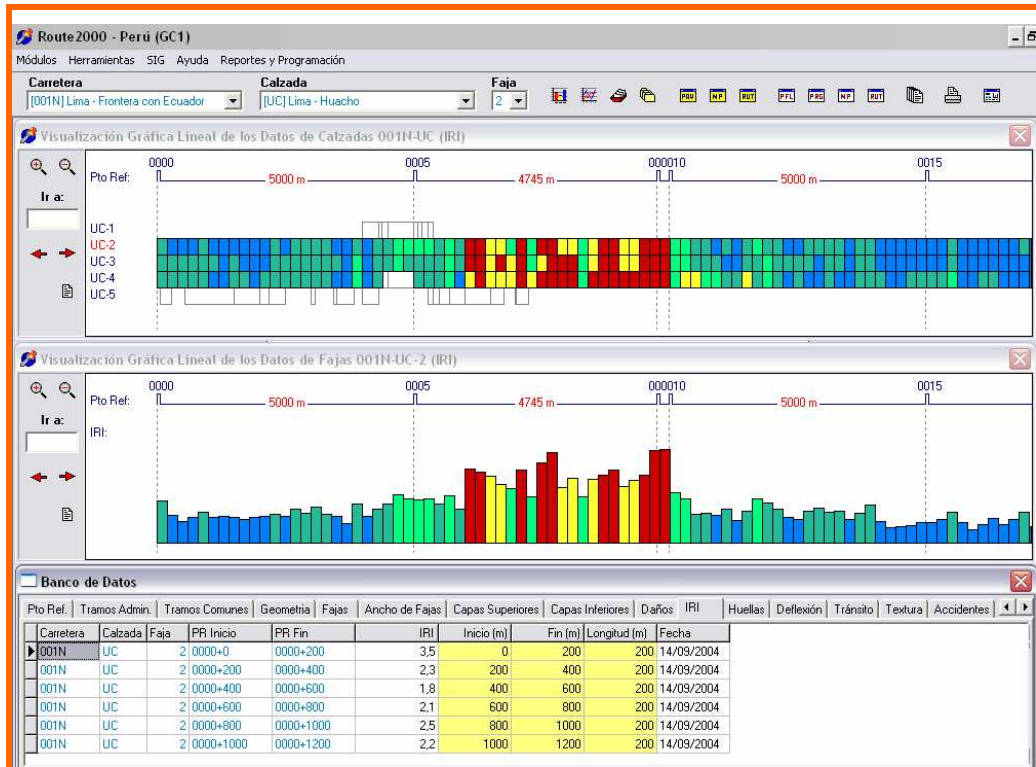 Route2000 - Perú (GC1)
Módulos Herramientas SIG Ayuda Reportes y Programación
Carretera Calzada Faja
[001N] Lima - Frontera con Ecuador [UC] Lima - Huacho 2
PAV NP RUT PFL PRG NP RUT
Visualización Gráfica Lineal de los Datos de Calzadas 001N-UC (IRI)
0000 0005 000010 0015
Pto Ref: 5000 m 4745 m 5000 m
Ir a:
UC-1
UC-2
UC-3
UC-4
UC-5
Visualización Gráfica Lineal de los Datos de Fajas 001N-UC-2 (IRI)
0000 0005 000010 0015
Pto Ref: 5000 m 4745 m 5000 m
Ir a:
IRI:
Banco de Datos
Pto Ref. Tramos Admin. Tramos Comunes Geometria Fajas Ancho de Fajas Capas Superiores Capas Inferiores Daños IRI Huellas Deflexión Tránsito Textura Accidentes
Carretera Calzada Faja PR Inicio PR Fin IRI Inicio (m) Fin (m) Longitud (m) Fecha
001N UC 2 0000+0 0000+200 3,5 0 200 200 14/09/2004
001N UC 2 0000+200 0000+400 2,3 200 400 200 14/09/2004
001N UC 2 0000+400 0000+600 1,8 400 600 200 14/09/2004
001N UC 2 0000+600 0000+800 2,1 600 800 200 14/09/2004
001N UC 2 0000+800 0000+1000 2,5 800 1000 200 14/09/2004
001N UC 2 0000+1000 0000+1200 2,2 1000 1200 200 14/09/2004